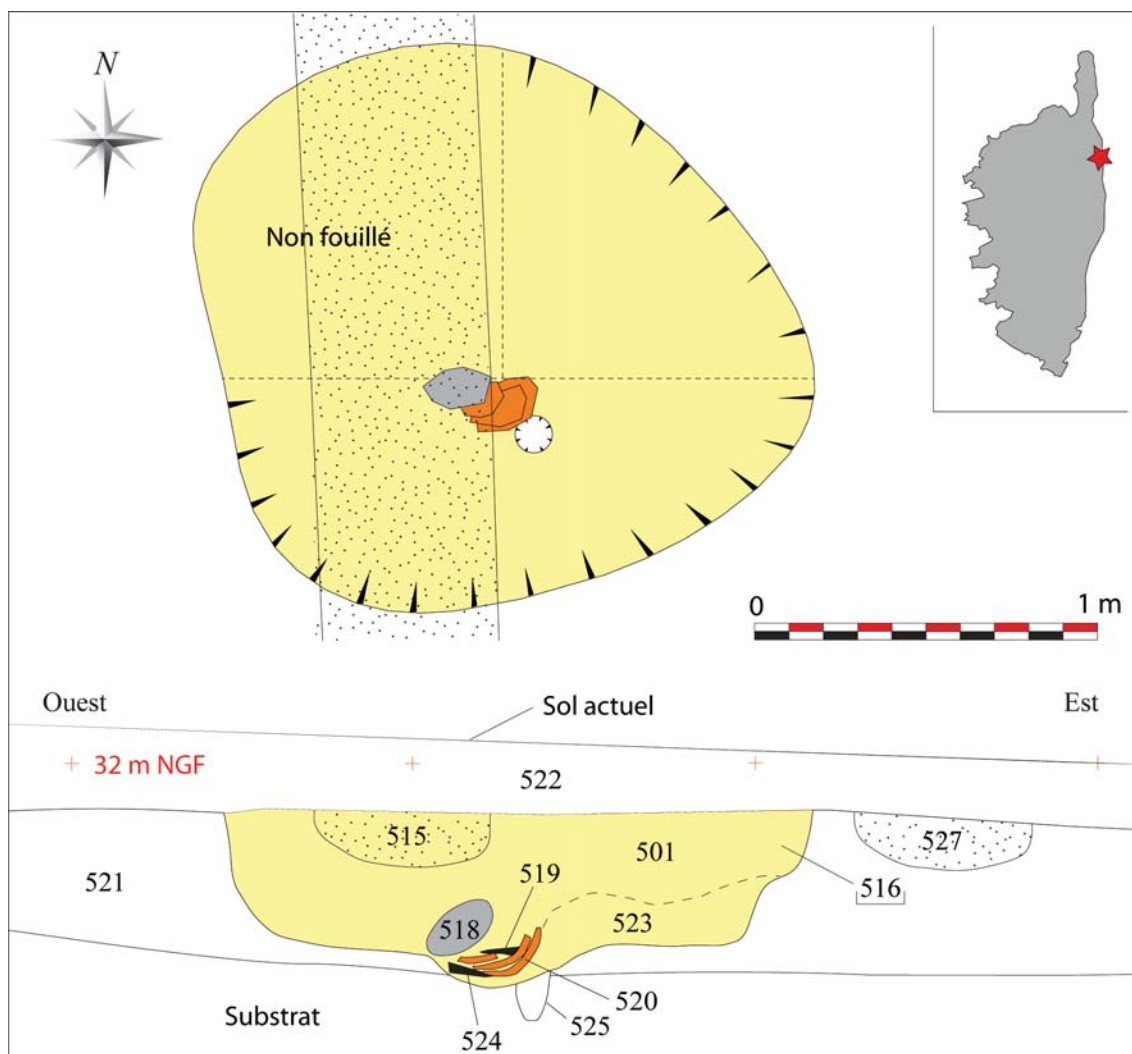 N
Non fouillé
0 1 m
Ouest Est
Sol actuel
32 m NGF
522
515 501 527
519 516
521
518 523
520
Substrat 524 525